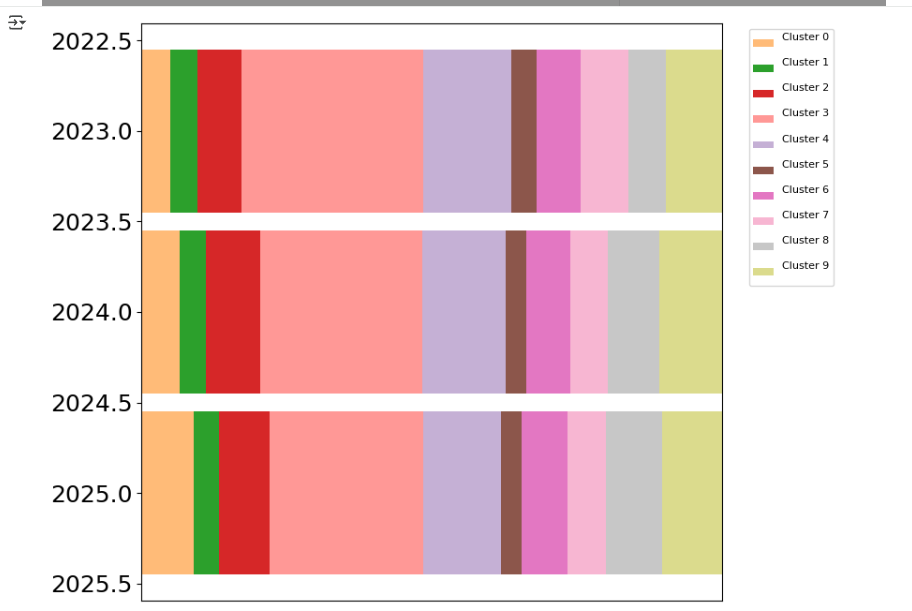 2022.5
2023.0
2023.5
2024.0
2024.5
2025.0
2025.5
Cluster 0
Cluster 1
Cluster 2
Cluster 3
Cluster 4
Cluster 5
Cluster 6
Cluster 7
Cluster 8
Cluster 9